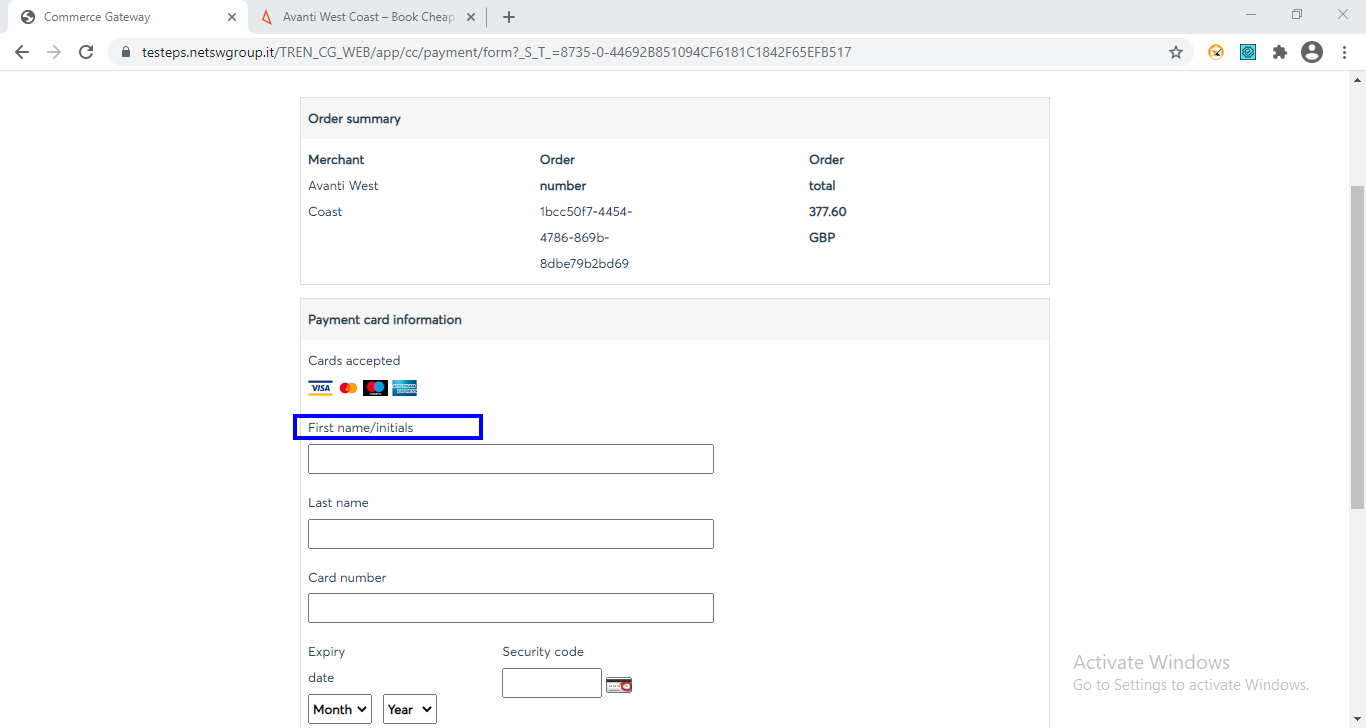 Commerce Gateway
Avanti West Coast – Book Cheap
testeps.netswgroup.it/TREN_CG_WEB/app/cc/payment/form?_S_T_=8735-0-44692B851094CF6181C1842F65EFB517
Order summary
Merchant
Avanti West
Coast
Order
number
1bcc50f7-4454-
4786-869b-
8dbe79b2bd69
Order
total
377.60
GBP
Payment card information
Cards accepted
VISA
First name/initials
Last name
Card number
Expiry
date
Security code
Month
Year
Activate Windows
Go to Settings to activate Windows.